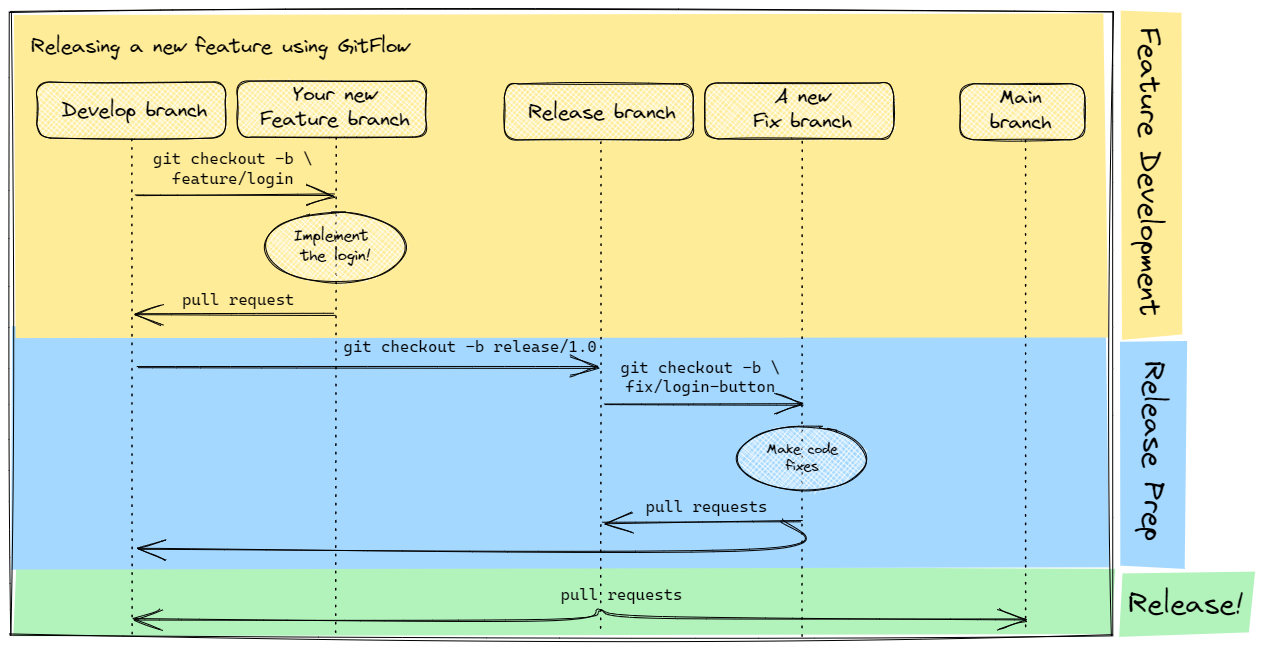 Releasing a new feature using GitFlow
Develop branch
Your new
Feature branch
Release branch
A new
Fix branch
Main
branch
git checkout -b \
feature/login
Implement
the login!
pull request
git checkout -b release/1.0
git checkout -b \
fix/login-button
Make code
fixes
pull requests
pull requests
Feature Development
Release Prep
Release!